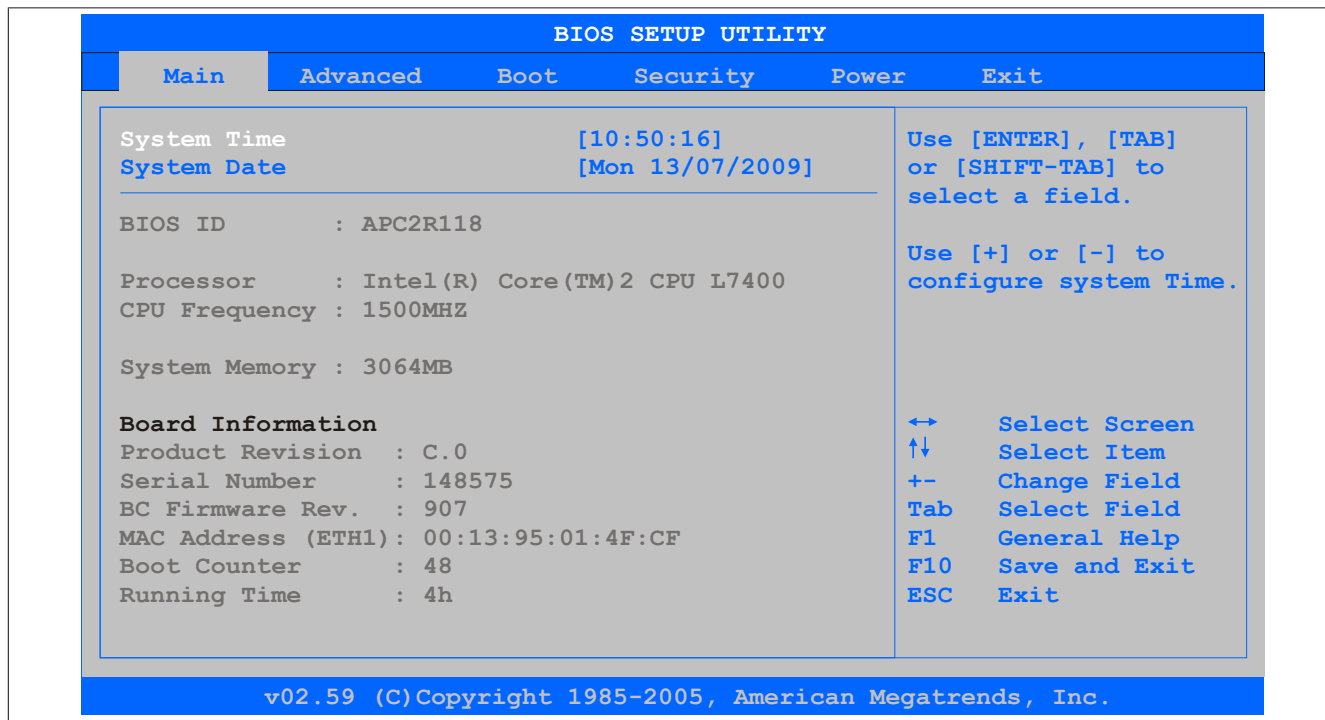 BIOS SETUP UTILITY
Main Advanced Boot Security Power Exit
System Time [10:50:16]
System Date [Mon 13/07/2009]
BIOS ID : APC2R118
Processor : Intel(R) Core(TM)2 CPU L7400
CPU Frequency : 1500MHZ
System Memory : 3064MB
Board Information
Product Revision : C.0
Serial Number : 148575
BC Firmware Rev. : 907
MAC Address (ETH1): 00:13:95:01:4F:CF
Boot Counter : 48
Running Time : 4h
Use [ENTER], [TAB]
or [SHIFT-TAB] to
select a field.
Use [+] or [-] to
configure system Time.
↔ Select Screen
↑↓ Select Item
+- Change Field
Tab Select Field
F1 General Help
F10 Save and Exit
ESC Exit
v02.59 (C)Copyright 1985-2005, American Megatrends, Inc.